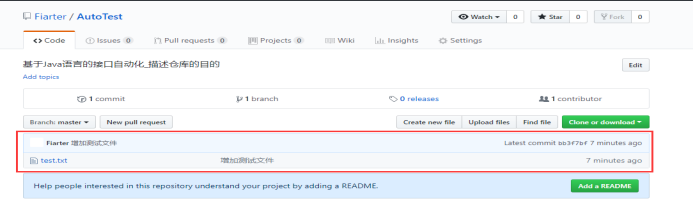 Fiarter / AutoTest
Watch 0 Star 0 Fork 0
Code Issues 0 Pull requests 0 Projects 0 Wiki Insights Settings
基于Java语言的接口自动化_描述仓库的目的 Edit
Add topics
1 commit 1 branch 0 releases 1 contributor
Branch: master New pull request Create new file Upload files Find file Clone or download
Fiarter 增加测试文件 Latest commit bb3f7bf 7 minutes ago
test.txt 增加测试文件 7 minutes ago
Help people interested in this repository understand your project by adding a README. Add a README